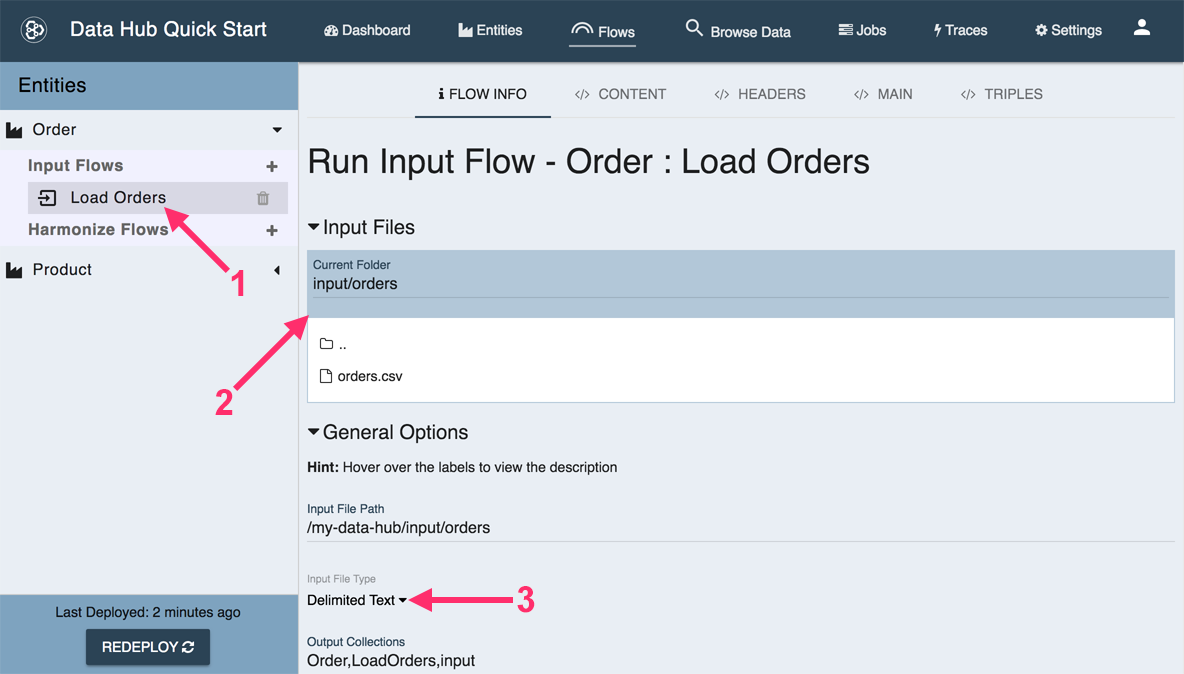 Data Hub Quick Start
Dashboard
Entities
Flows
Browse Data
Jobs
Traces
Settings
Entities
Order
Input Flows +
Load Orders
Harmonize Flows +
Product
1
2
Last Deployed: 2 minutes ago
REDEPLOY
FLOW INFO
</> CONTENT
</> HEADERS
</> MAIN
</> TRIPLES
Run Input Flow - Order : Load Orders
Input Files
Current Folder
input/orders
..
orders.csv
General Options
Hint: Hover over the labels to view the description
Input File Path
/my-data-hub/input/orders
Input File Type
Delimited Text
3
Output Collections
Order,LoadOrders,input